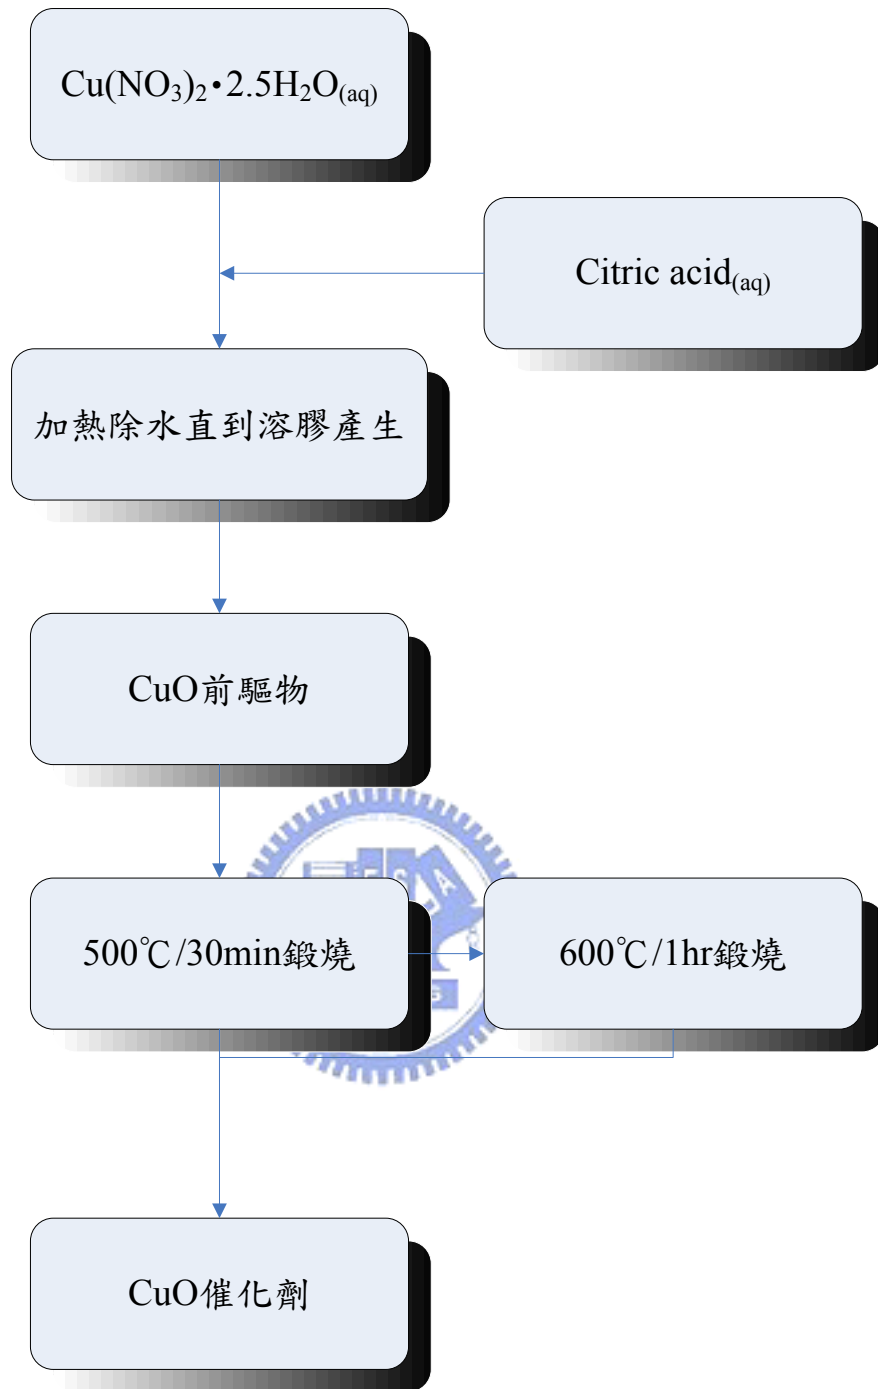 Cu(NO₃)₂•2.5H₂O₍aq₎
Citric acid₍aq₎
加熱除水直到溶膠產生
CuO前驅物
500℃/30min鍛燒
600℃/1hr鍛燒
CuO催化劑